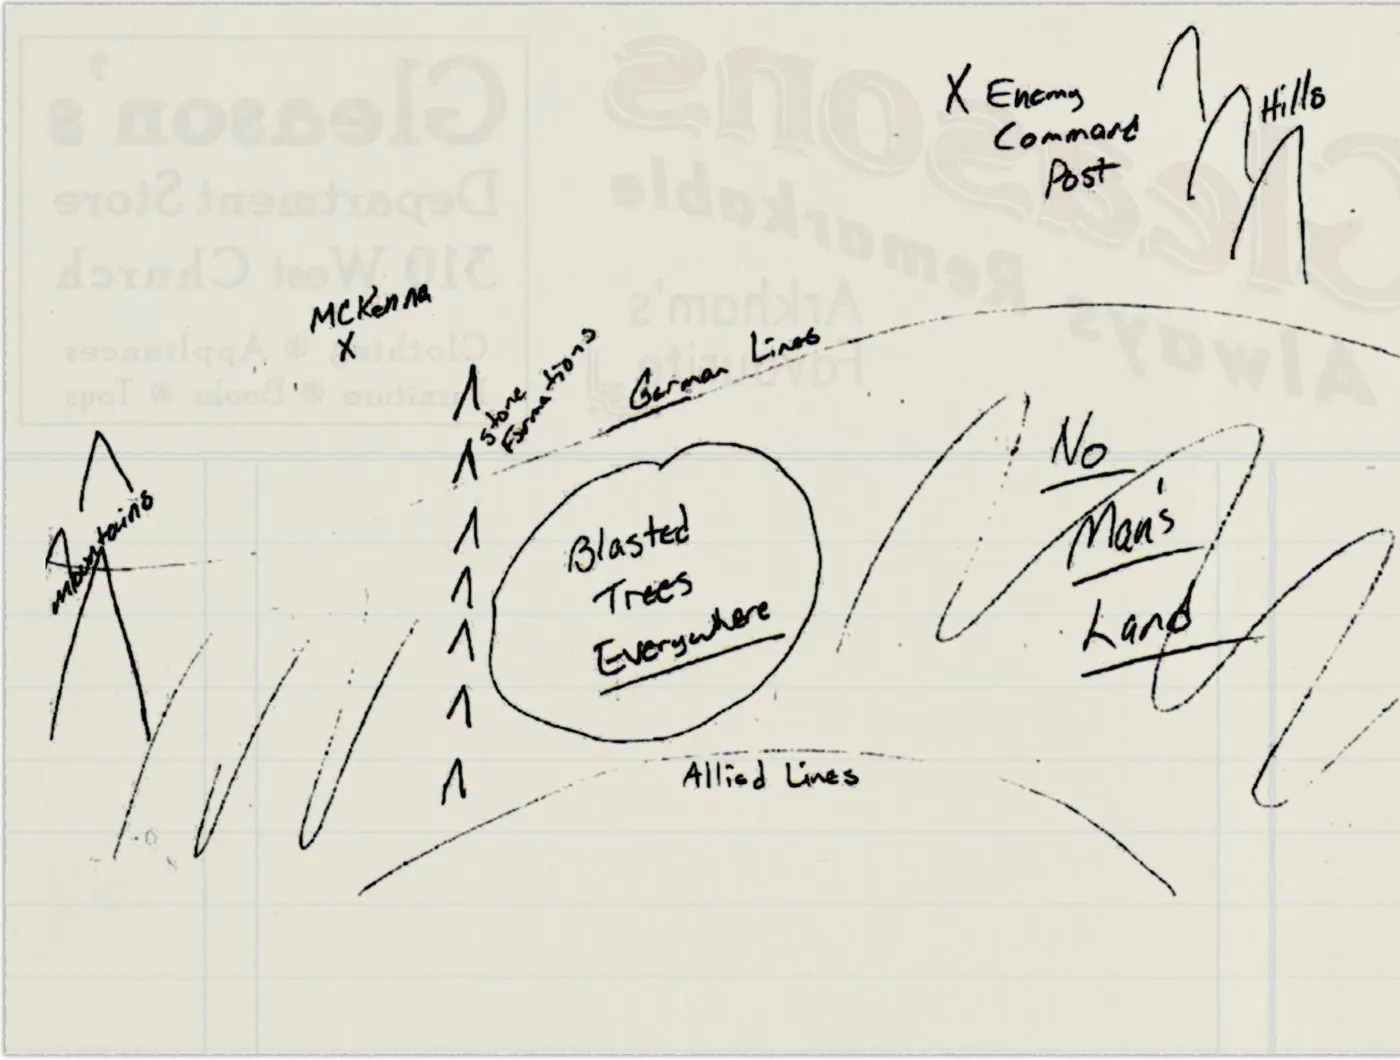 Gleason's
Department Store
310 West Church
Clothing * Appliances
Furniture * Books * Toys
Gleasons
Remarkable
Always
Arkham's
Favourite
X Enemy
Command
Post
Hills
McKenna
X
Stone
Formations
German Lines
Mountains
Blasted
Trees
Everywhere
No
Man's
Land
Allied Lines